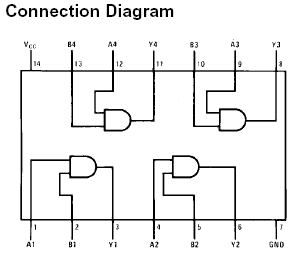 Connection Diagram
VCC B4 A4 Y4 B3 A3 Y3
14 13 12 11 10 9 8
1 2 3 4 5 6 7
A1 B1 Y1 A2 B2 Y2 GND